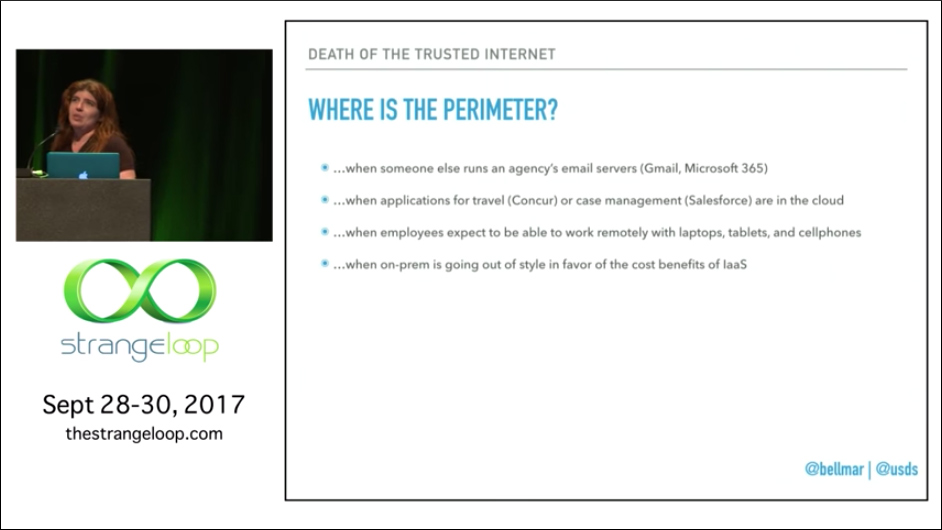 DEATH OF THE TRUSTED INTERNET
WHERE IS THE PERIMETER?
...when someone else runs an agency's email servers (Gmail, Microsoft 365)
...when applications for travel (Concur) or case management (Salesforce) are in the cloud
...when employees expect to be able to work remotely with laptops, tablets, and cellphones
...when on-prem is going out of style in favor of the cost benefits of IaaS
strangeloop
Sept 28-30, 2017
thestrangeloop.com
@bellmar | @usds